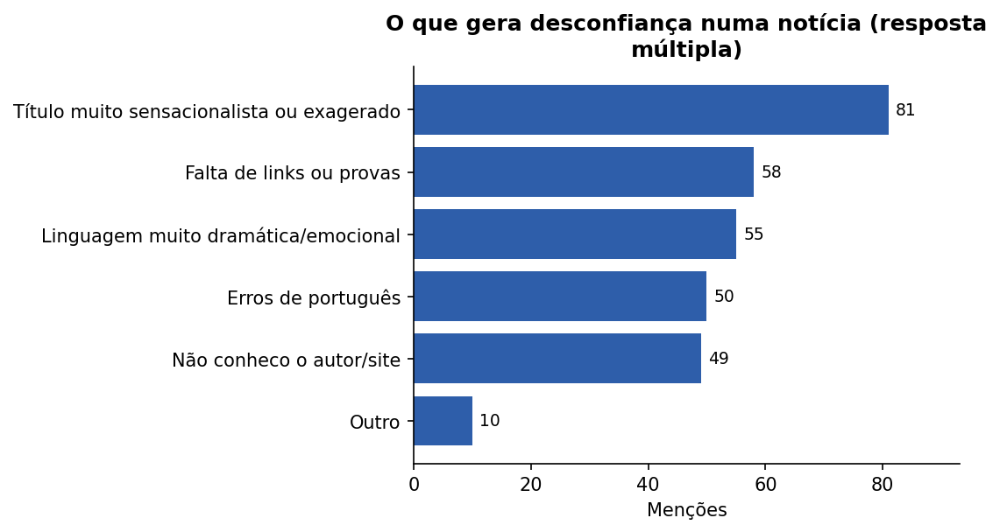 O que gera desconfiança numa notícia (resposta
múltipla)
Título muito sensacionalista ou exagerado
81
Falta de links ou provas
58
Linguagem muito dramática/emocional
55
Erros de português
50
Não conheco o autor/site
49
Outro
10
0 20 40 60 80
Menções